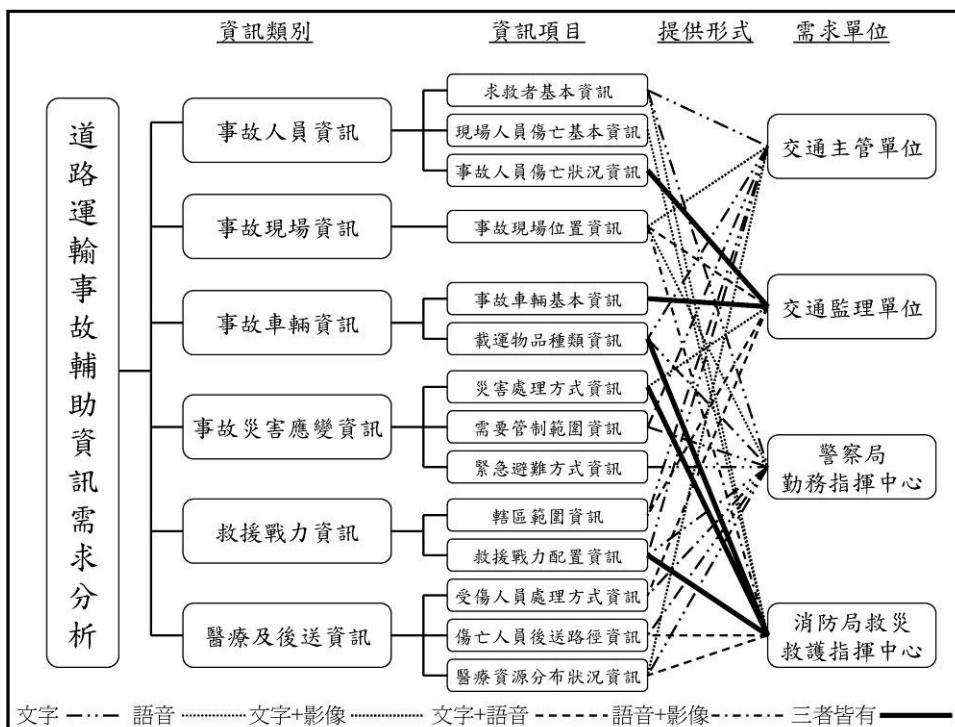 資訊類別 資訊項目 提供形式 需求單位
道路運輸事故輔助資訊需求分析
事故人員資訊
事故現場資訊
事故車輛資訊
事故災害應變資訊
救援戰力資訊
醫療及後送資訊
求救者基本資訊
現場人員傷亡基本資訊
事故人員傷亡狀況資訊
事故現場位置資訊
事故車輛基本資訊
載運物品種類資訊
災害處理方式資訊
需要管制範圍資訊
緊急避難方式資訊
轄區範圍資訊
救援戰力配置資訊
受傷人員處理方式資訊
傷亡人員後送路徑資訊
醫療資源分布狀況資訊
交通主管單位
交通監理單位
警察局
勤務指揮中心
消防局救災
救護指揮中心
文字 語音 文字+影像 文字+語音 語音+影像 三者皆有